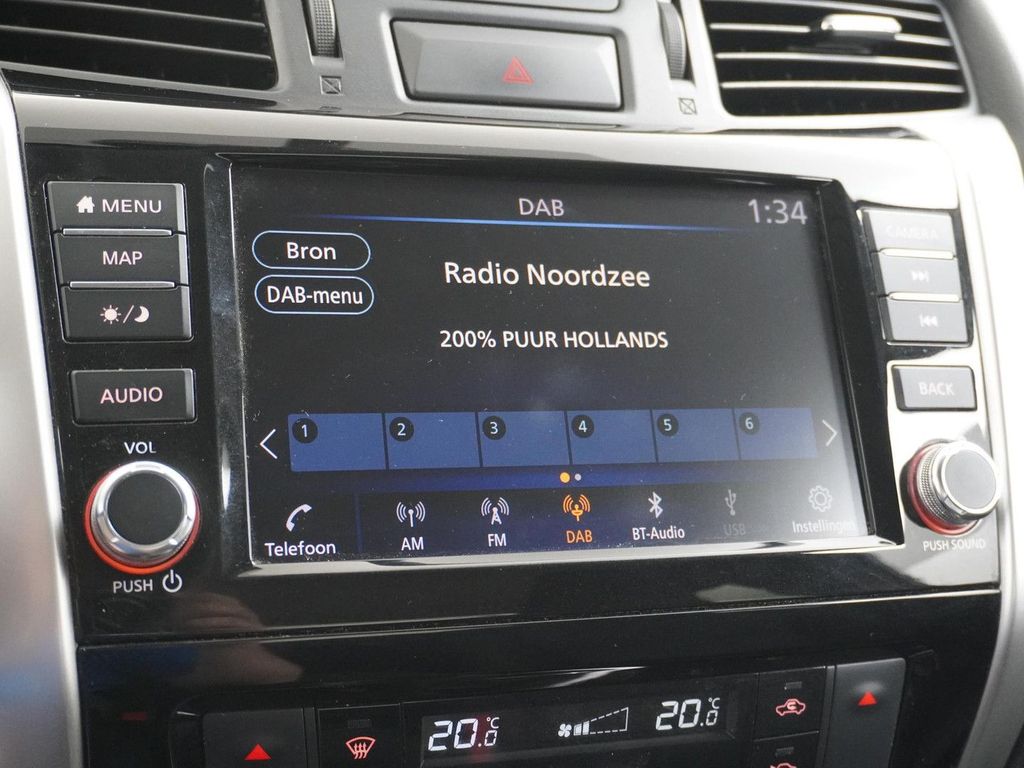 MENU
MAP
AUDIO
VOL
PUSH
DAB
1:34
Bron
DAB-menu
Radio Noordzee
200% PUUR HOLLANDS
1 2 3 4 5 6
Telefoon
AM
FM
DAB
BT-Audio
USB
Instellingen
CAMERA
BACK
PUSH SOUND
20.0 °C
20.0 °C